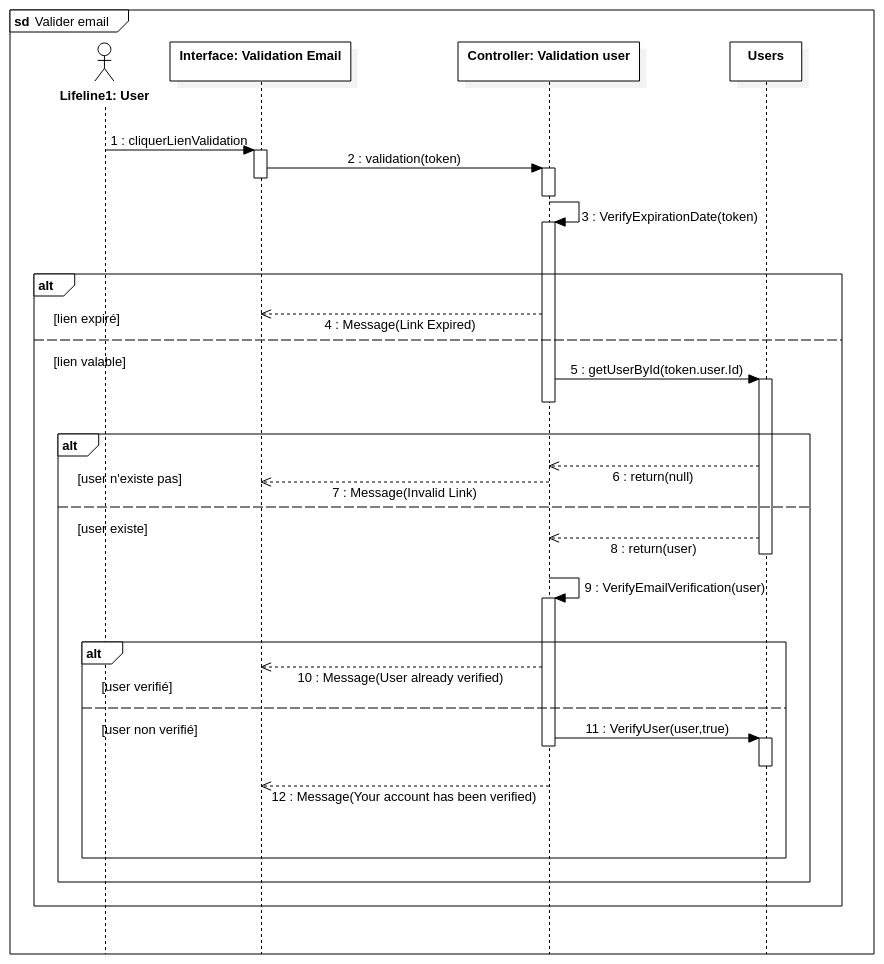 sd Valider email
Interface: Validation Email
Controller: Validation user
Users
Lifeline1: User
1 : cliquerLienValidation
2 : validation(token)
3 : VerifyExpirationDate(token)
alt
[lien expiré]
4 : Message(Link Expired)
[lien valable]
5 : getUserById(token.user.Id)
alt
[user n'existe pas]
6 : return(null)
7 : Message(Invalid Link)
[user existe]
8 : return(user)
9 : VerifyEmailVerification(user)
alt
10 : Message(User already verified)
[user verifié]
[user non verifié]
11 : VerifyUser(user,true)
12 : Message(Your account has been verified)